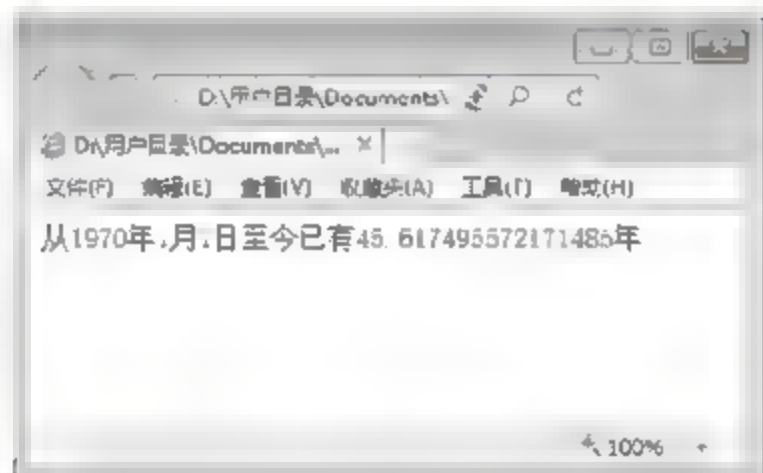 D:\用户目录\Documents\
D:\用户目录\Documents\... ×
文件(F) 编辑(E) 查看(V) 收藏夹(A) 工具(T) 帮助(H)
从1970年1月1日至今已有45.617495572171485年
100%